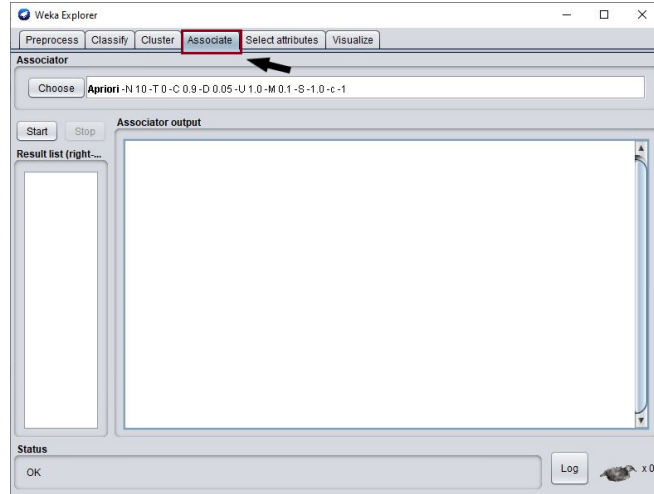 Weka Explorer
Preprocess Classify Cluster Associate Select attributes Visualize
Associator
Choose Apriori -N 10 -T 0 -C 0.9 -D 0.05 -U 1.0 -M 0.1 -S -1.0 -c -1
Start Stop
Associator output
Result list (right-...
Status
OK
Log
x 0